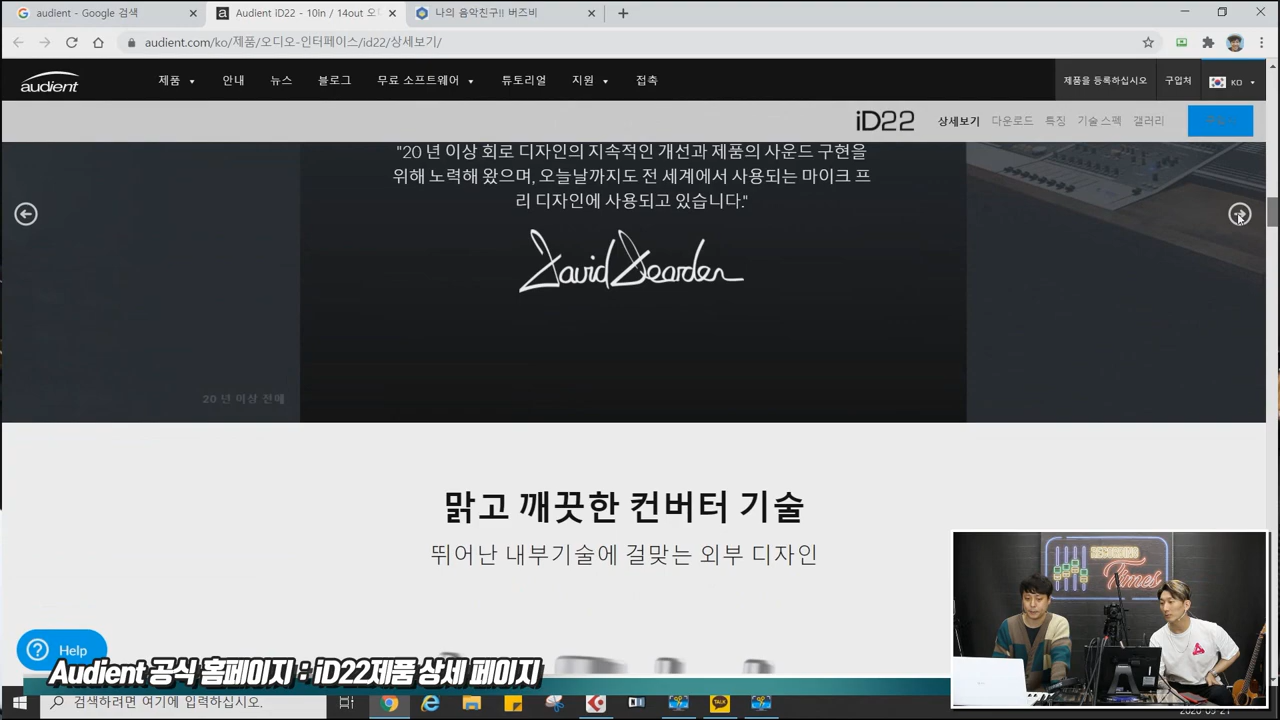 audient - Google 검색
Audient iD22 - 10in / 14out 오디
나의 음악친구!! 버즈비
audient.com/ko/제품/오디오-인터페이스/id22/상세보기/
audient
제품
안내
뉴스
블로그
무료 소프트웨어
튜토리얼
지원
접촉
제품을 등록하십시오
구입처
KO
iD22
상세보기
다운로드
특징
기술 스펙
갤러리
"20 년 이상 회로 디자인의 지속적인 개선과 제품의 사운드 구현을
위해 노력해 왔으며, 오늘날까지도 전 세계에서 사용되는 마이크 프
리 디자인에 사용되고 있습니다."
David Dearden
20 년 이상 전에
맑고 깨끗한 컨버터 기술
뛰어난 내부기술에 걸맞는 외부 디자인
RECORDING
Times
Help
Audient 공식 홈페이지 : iD22제품 상세 페이지
검색하려면 여기에 입력하십시오.
TALK
2020-09-21